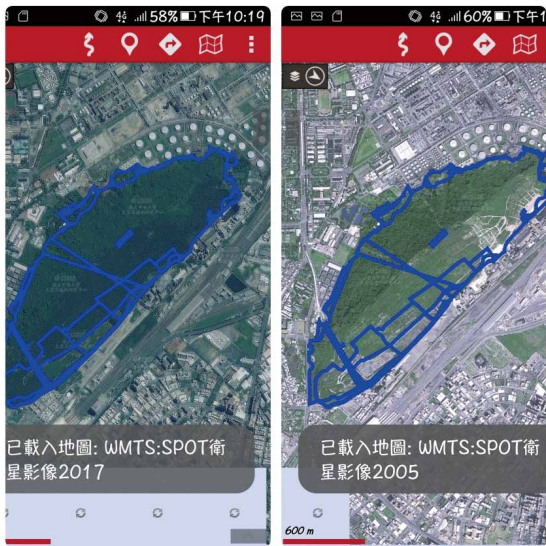 58% 下午10:19
已載入地圖: WMTS:SPOT衛
星影像2017
60% 下午1
已載入地圖: WMTS:SPOT衛
星影像2005
600 m